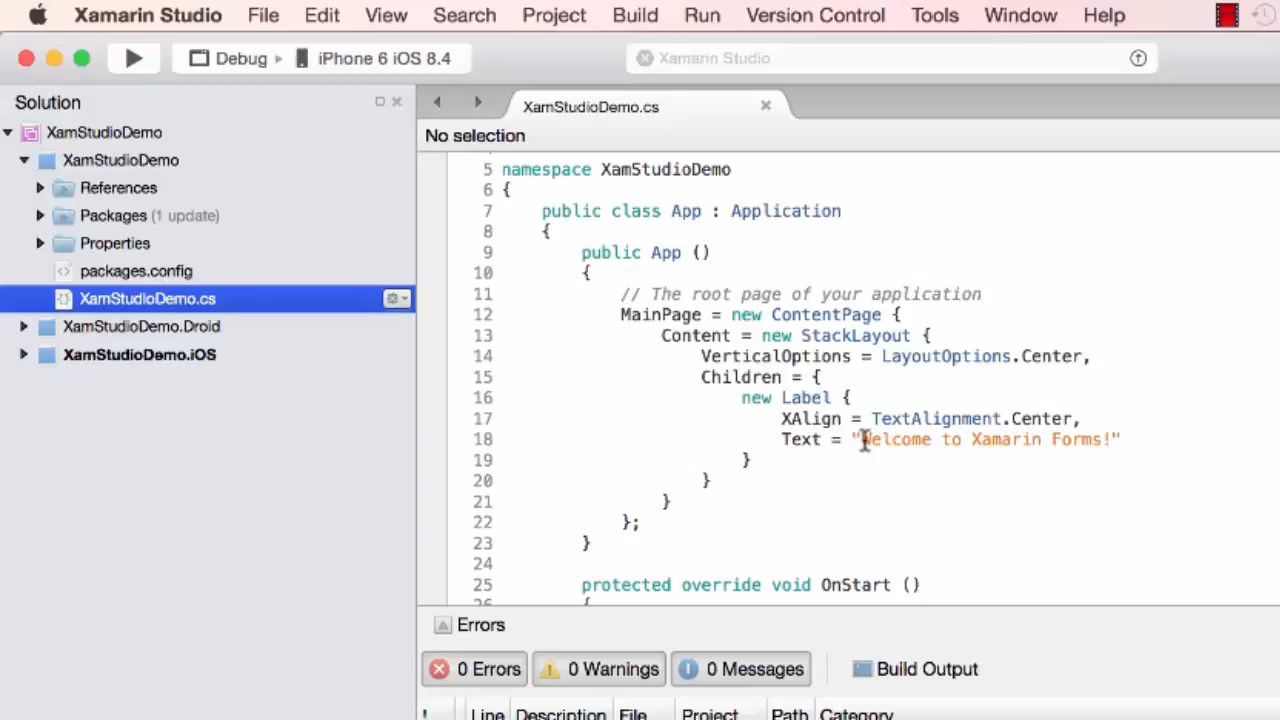 Xamarin Studio File Edit View Search Project Build Run Version Control Tools Window Help
Debug iPhone 6 iOS 8.4 Xamarin Studio
Solution
XamStudioDemo
XamStudioDemo
References
Packages (1 update)
Properties
packages.config
XamStudioDemo.cs
XamStudioDemo.Droid
XamStudioDemo.iOS
XamStudioDemo.cs
No selection
5 namespace XamStudioDemo
6 {
7 public class App : Application
8 {
9 public App ()
10 {
11 // The root page of your application
12 MainPage = new ContentPage {
13 Content = new StackLayout {
14 VerticalOptions = LayoutOptions.Center,
15 Children = {
16 new Label {
17 XAlign = TextAlignment.Center,
18 Text = "Welcome to Xamarin Forms!"
19 }
20 }
21 }
22 };
23 }
24
25 protected override void OnStart ()
26 {
Errors
0 Errors 0 Warnings 0 Messages Build Output
! Line Description File Project Path Category